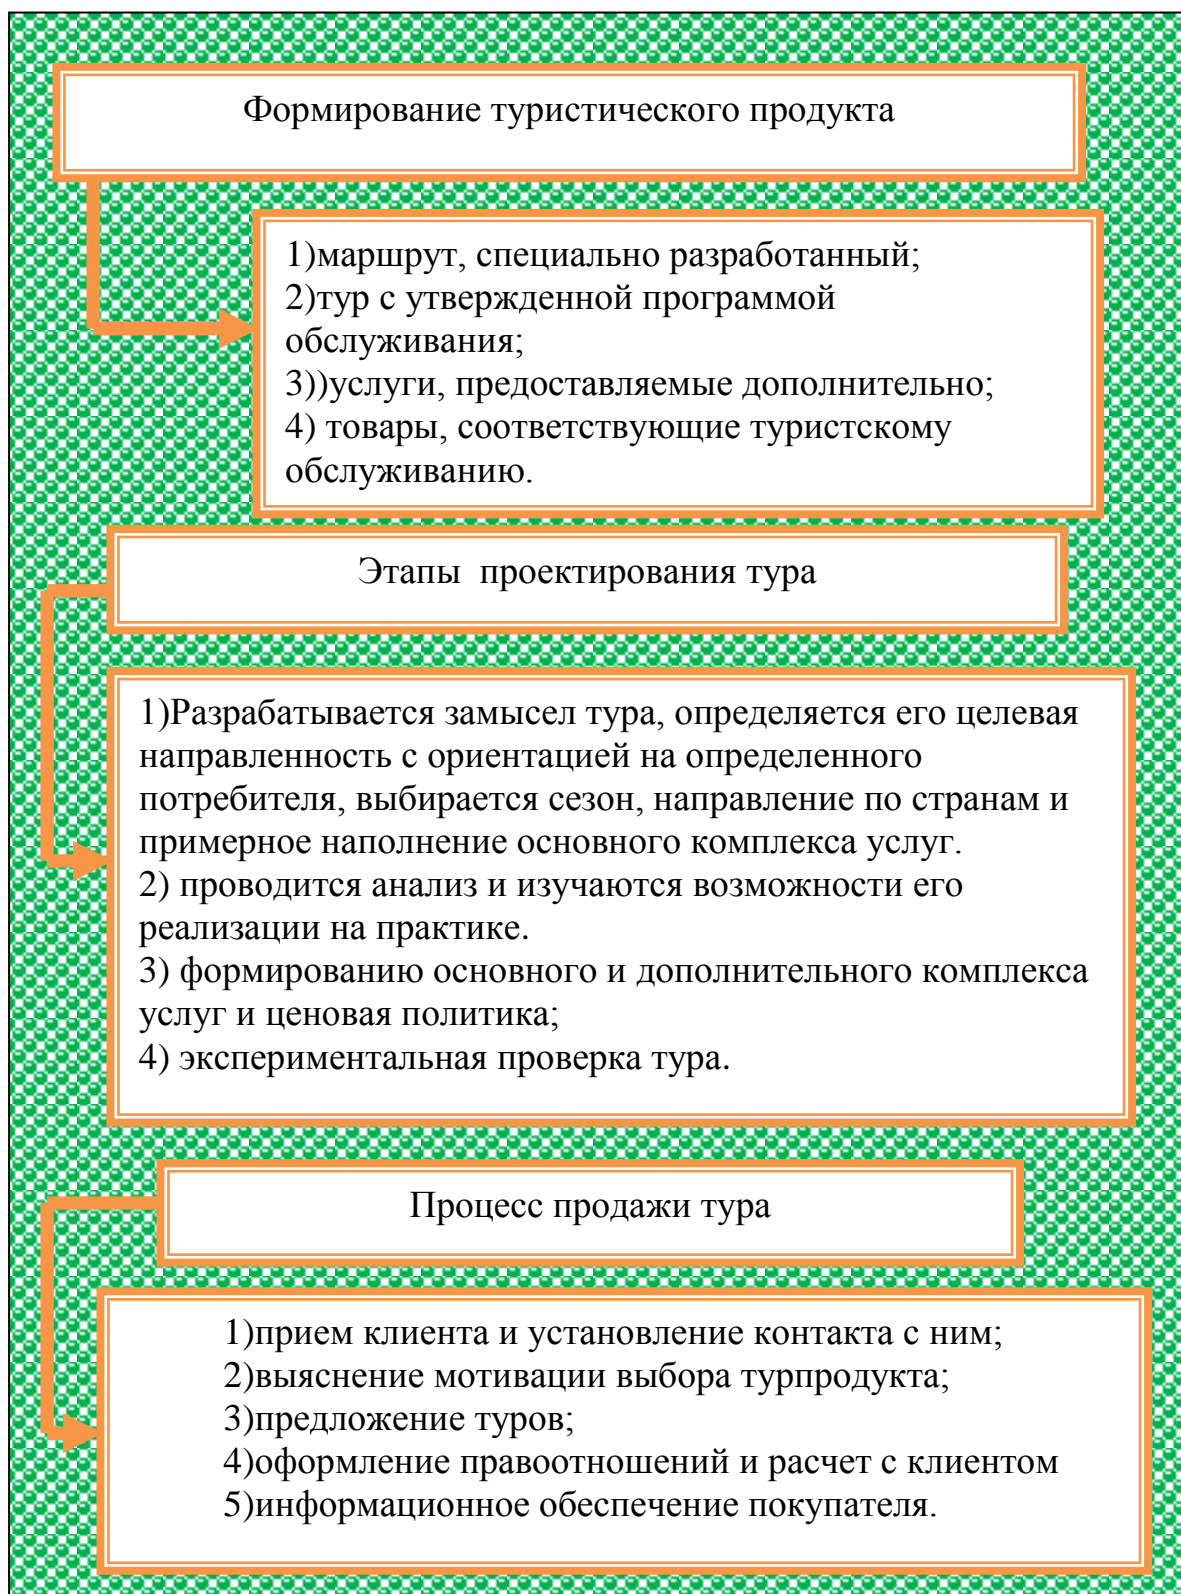 Формирование туристического продукта
1)маршрут, специально разработанный;
2)тур с утвержденной программой
обслуживания;
3))услуги, предоставляемые дополнительно;
4) товары, соответствующие туристскому
обслуживанию.
Этапы  проектирования тура
1)Разрабатывается замысел тура, определяется его целевая
направленность с ориентацией на определенного
потребителя, выбирается сезон, направление по странам и
примерное наполнение основного комплекса услуг.
2) проводится анализ и изучаются возможности его
реализации на практике.
3) формированию основного и дополнительного комплекса
услуг и ценовая политика;
4) экспериментальная проверка тура.
Процесс продажи тура
1)прием клиента и установление контакта с ним;
2)выяснение мотивации выбора турпродукта;
3)предложение туров;
4)оформление правоотношений и расчет с клиентом
5)информационное обеспечение покупателя.